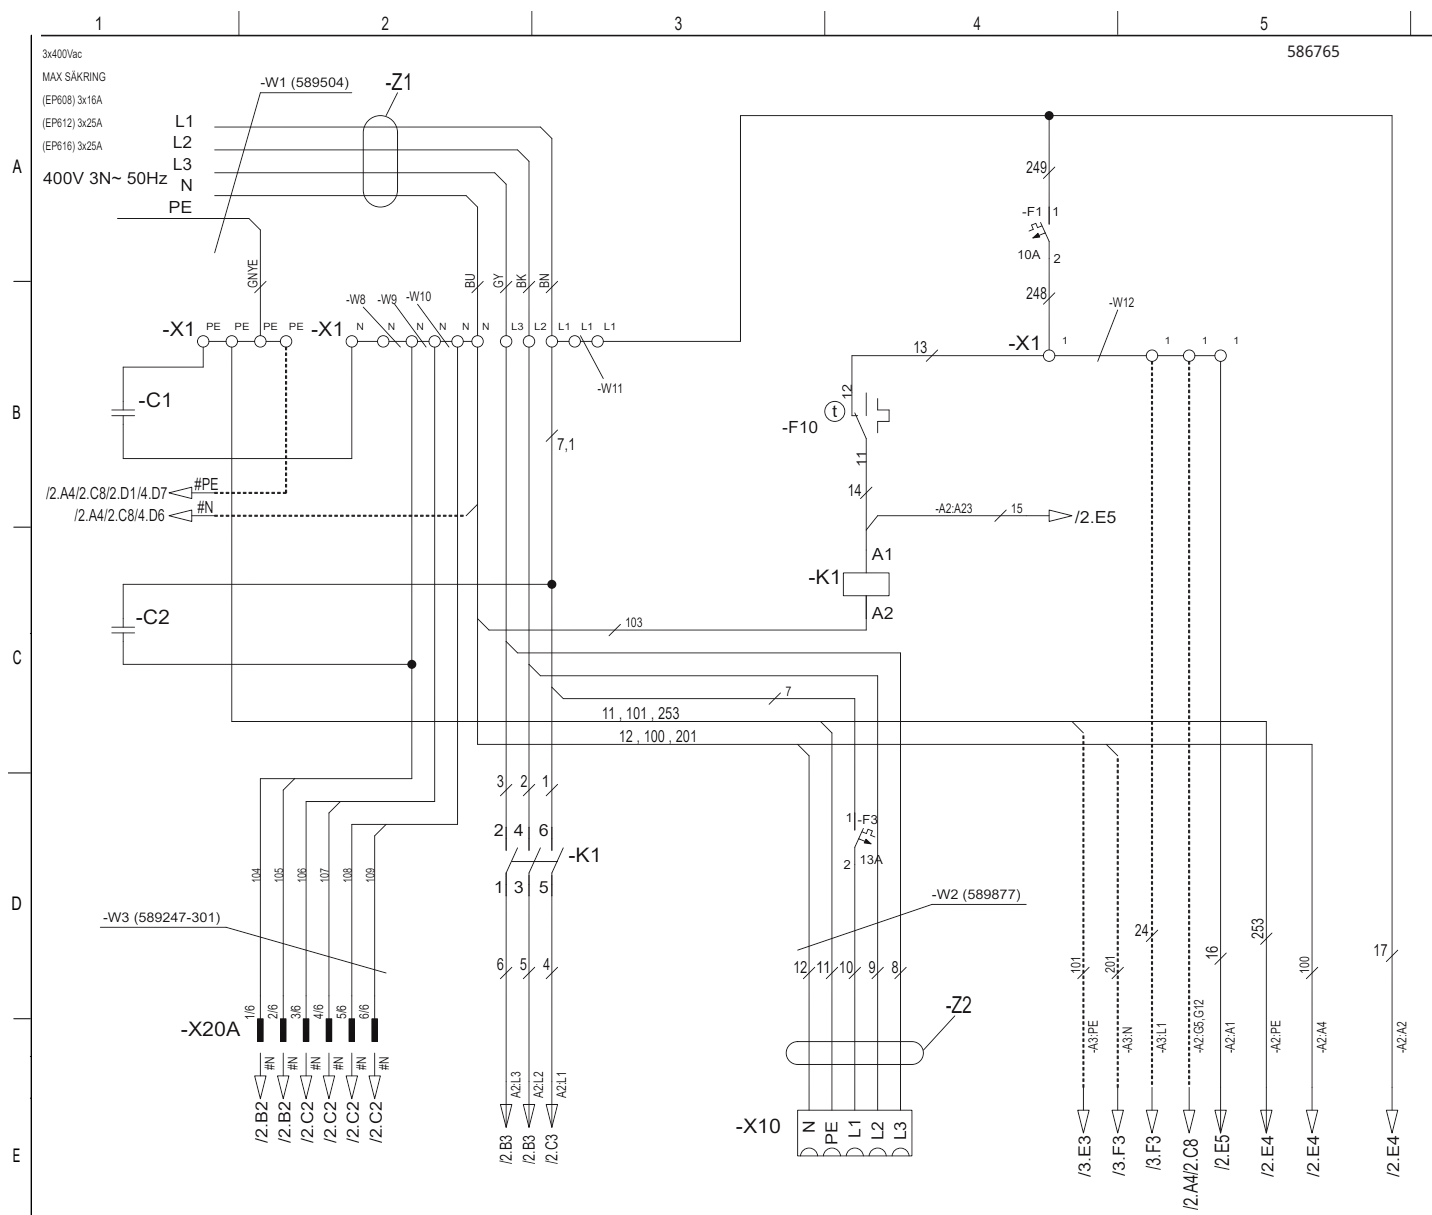 1 2 3 4 5
586765
3x400Vac
MAX SÄKRING
(EP608) 3x16A
(EP612) 3x25A
(EP616) 3x25A
-W1 (589504)
-Z1
L1
L2
L3
400V 3N~ 50Hz N
PE
A
249
-F1 1
10A 2
248
GNYE BU GY BK BN
-W8 -W9 -W10
-W12
-X1 PE PE PE PE -X1 N N N N N N L3 L2 L1 L1 L1
-X1 1 1 1 1
13
-W11
12
-C1
B
t
-F10
7,1
11
/2.A4/2.C8/2.D1/4.D7 #PE
14
/2.A4/2.C8/4.D6 #N
-A2:A23 15 /2.E5
A1
-K1
A2
-C2
103
C
7
11 , 101 , 253
12 , 100 , 201
3 2 1
2 4 6
-K1
1 3 5
1 -F3
2 13A
104 105 106 107 108 109
D
-W3 (589247-301)
-W2 (589877)
24 16 253 17
6 5 4
12 11 10 9 8
101 201 100
1/6 2/6 3/6 4/6 5/6 6/6
-X20A
-Z2
#N #N #N #N #N #N
A2:L3 A2:L2 A2:L1
-A3:PE -A3:N -A3:L1 -A2:G5,G12 -A2:A1 -A2:PE -A2:A4 -A2:A2
/2.B2 /2.B2 /2.C2 /2.C2 /2.C2 /2.C2
/2.B3 /2.B3 /2.C3
-X10 N PE L1 L2 L3
E
/3.E3 /3.F3 /3.F3 /2.A4/2.C8 /2.E5 /2.E4 /2.E4 /2.E4